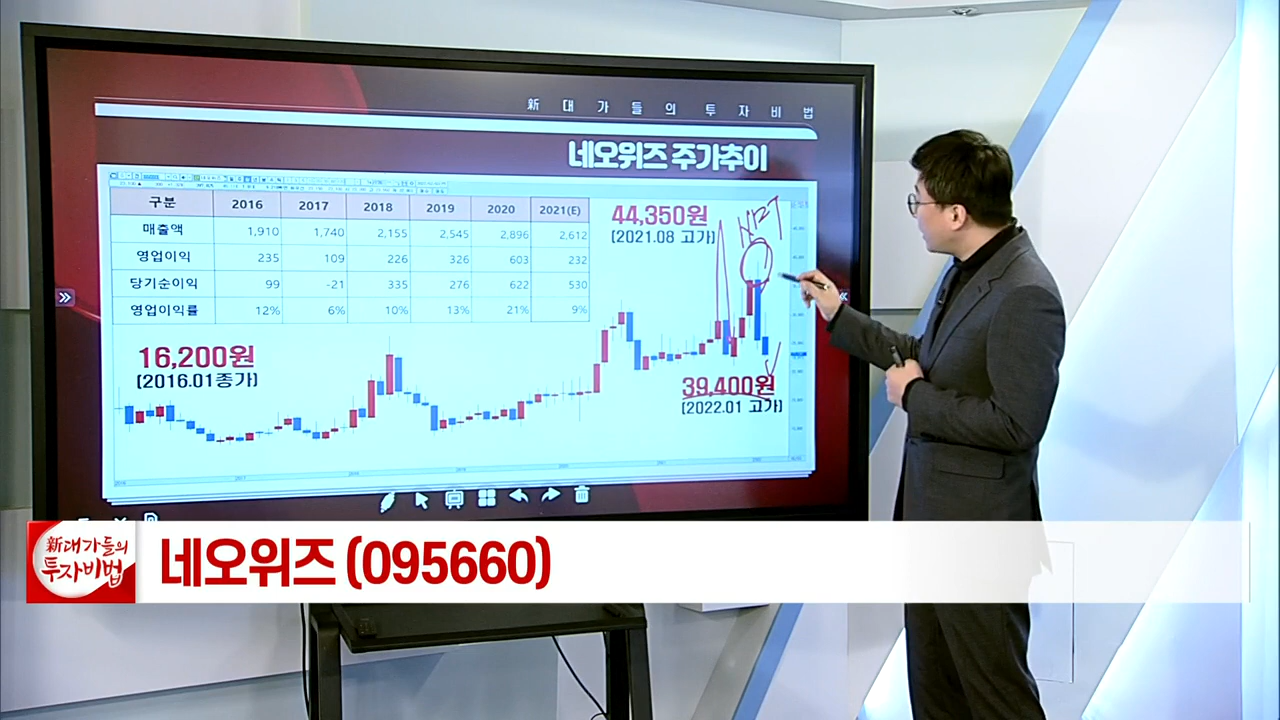 新 대 가 들 의 투 자 비 법
네오위즈 주가추이
구분 2016 2017 2018 2019 2020 2021(E)
매출액 1,910 1,740 2,155 2,545 2,896 2,612
영업이익 235 109 226 326 603 232
당기순이익 99 -21 335 276 622 530
영업이익률 12% 6% 10% 13% 21% 9%
44,350원
(2021.08 고가)
16,200원
(2016.01종가)
39,400원
(2022.01 고가)
新대가들의
투자비법
네오위즈 (095660)